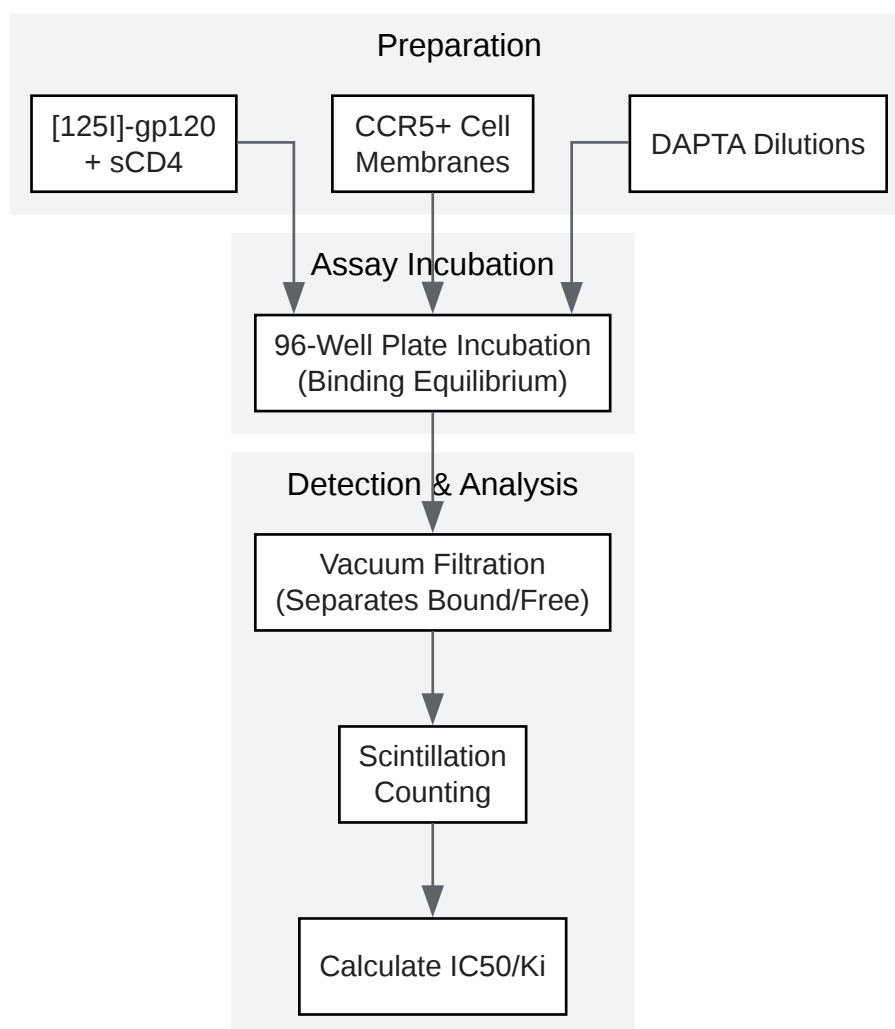 Preparation
[125I]-gp120
+ sCD4
CCR5+ Cell
Membranes
DAPTA Dilutions
Assay Incubation
96-Well Plate Incubation
(Binding Equilibrium)
Detection & Analysis
Vacuum Filtration
(Separates Bound/Free)
Scintillation
Counting
Calculate IC50/Ki